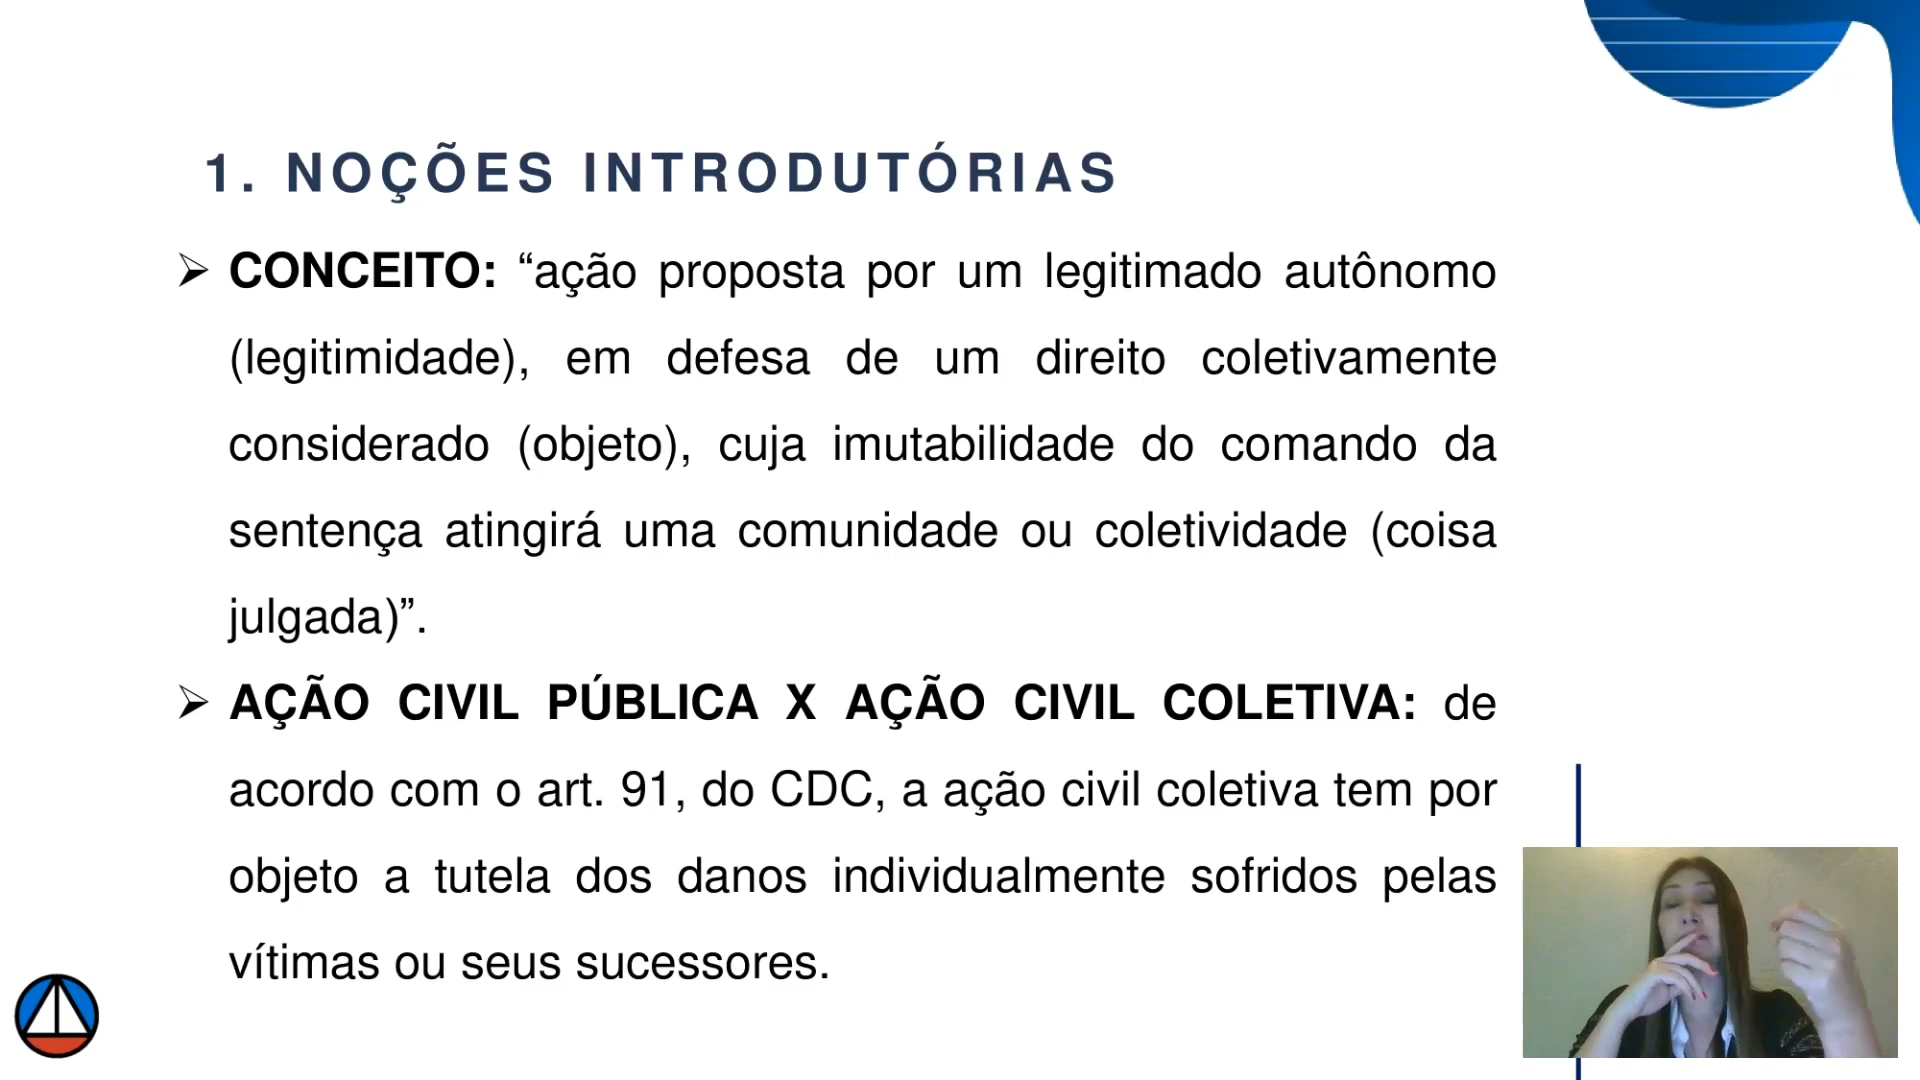 1. NOÇÕES INTRODUTÓRIAS
➢ CONCEITO: “ação proposta por um legitimado autônomo
(legitimidade), em defesa de um direito coletivamente
considerado (objeto), cuja imutabilidade do comando da
sentença atingirá uma comunidade ou coletividade (coisa
julgada)”.
➢ AÇÃO CIVIL PÚBLICA X AÇÃO CIVIL COLETIVA: de
acordo com o art. 91, do CDC, a ação civil coletiva tem por
objeto a tutela dos danos individualmente sofridos pelas
vítimas ou seus sucessores.